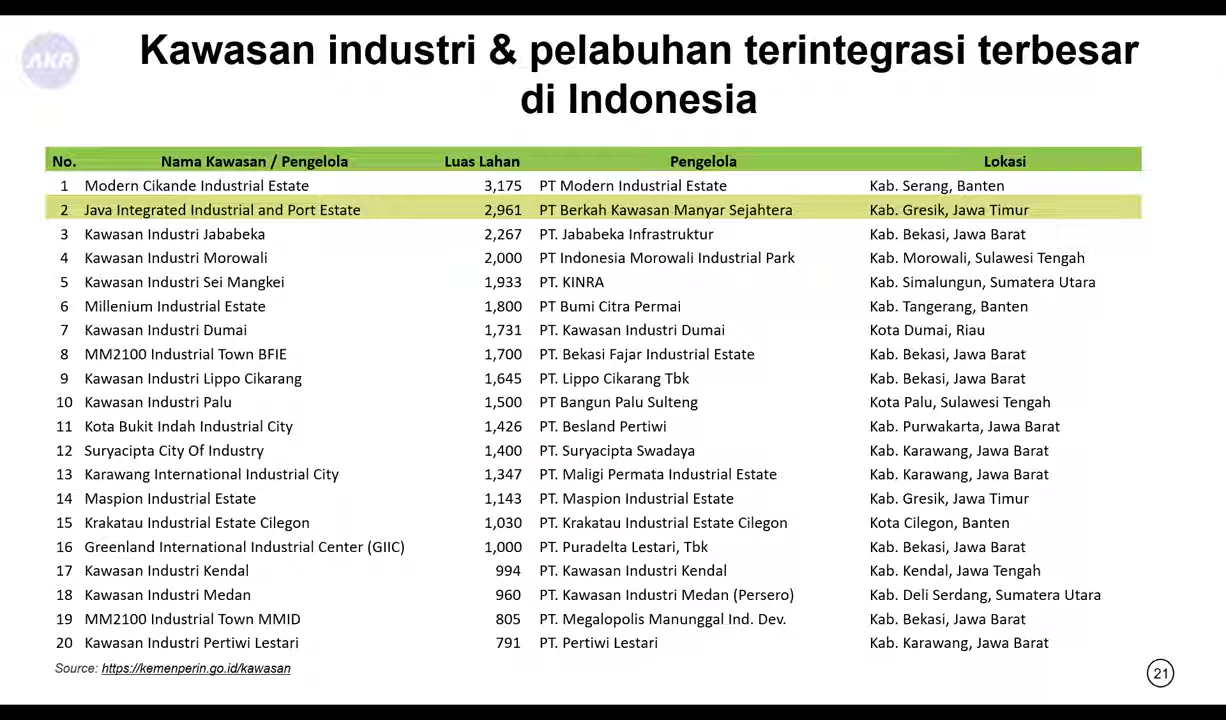 AKR
Kawasan industri & pelabuhan terintegrasi terbesar
di Indonesia
No. Nama Kawasan / Pengelola Luas Lahan Pengelola Lokasi
1 Modern Cikande Industrial Estate 3,175 PT Modern Industrial Estate Kab. Serang, Banten
2 Java Integrated Industrial and Port Estate 2,961 PT Berkah Kawasan Manyar Sejahtera Kab. Gresik, Jawa Timur
3 Kawasan Industri Jababeka 2,267 PT. Jababeka Infrastruktur Kab. Bekasi, Jawa Barat
4 Kawasan Industri Morowali 2,000 PT Indonesia Morowali Industrial Park Kab. Morowali, Sulawesi Tengah
5 Kawasan Industri Sei Mangkei 1,933 PT. KINRA Kab. Simalungun, Sumatera Utara
6 Millenium Industrial Estate 1,800 PT Bumi Citra Permai Kab. Tangerang, Banten
7 Kawasan Industri Dumai 1,731 PT. Kawasan Industri Dumai Kota Dumai, Riau
8 MM2100 Industrial Town BFIE 1,700 PT. Bekasi Fajar Industrial Estate Kab. Bekasi, Jawa Barat
9 Kawasan Industri Lippo Cikarang 1,645 PT. Lippo Cikarang Tbk Kab. Bekasi, Jawa Barat
10 Kawasan Industri Palu 1,500 PT Bangun Palu Sulteng Kota Palu, Sulawesi Tengah
11 Kota Bukit Indah Industrial City 1,426 PT. Besland Pertiwi Kab. Purwakarta, Jawa Barat
12 Suryacipta City Of Industry 1,400 PT. Suryacipta Swadaya Kab. Karawang, Jawa Barat
13 Karawang International Industrial City 1,347 PT. Maligi Permata Industrial Estate Kab. Karawang, Jawa Barat
14 Maspion Industrial Estate 1,143 PT. Maspion Industrial Estate Kab. Gresik, Jawa Timur
15 Krakatau Industrial Estate Cilegon 1,030 PT. Krakatau Industrial Estate Cilegon Kota Cilegon, Banten
16 Greenland International Industrial Center (GIIC) 1,000 PT. Puradelta Lestari, Tbk Kab. Bekasi, Jawa Barat
17 Kawasan Industri Kendal 994 PT. Kawasan Industri Kendal Kab. Kendal, Jawa Tengah
18 Kawasan Industri Medan 960 PT. Kawasan Industri Medan (Persero) Kab. Deli Serdang, Sumatera Utara
19 MM2100 Industrial Town MMID 805 PT. Megalopolis Manunggal Ind. Dev. Kab. Bekasi, Jawa Barat
20 Kawasan Industri Pertiwi Lestari 791 PT. Pertiwi Lestari Kab. Karawang, Jawa Barat
Source: https://kemenperin.go.id/kawasan
21